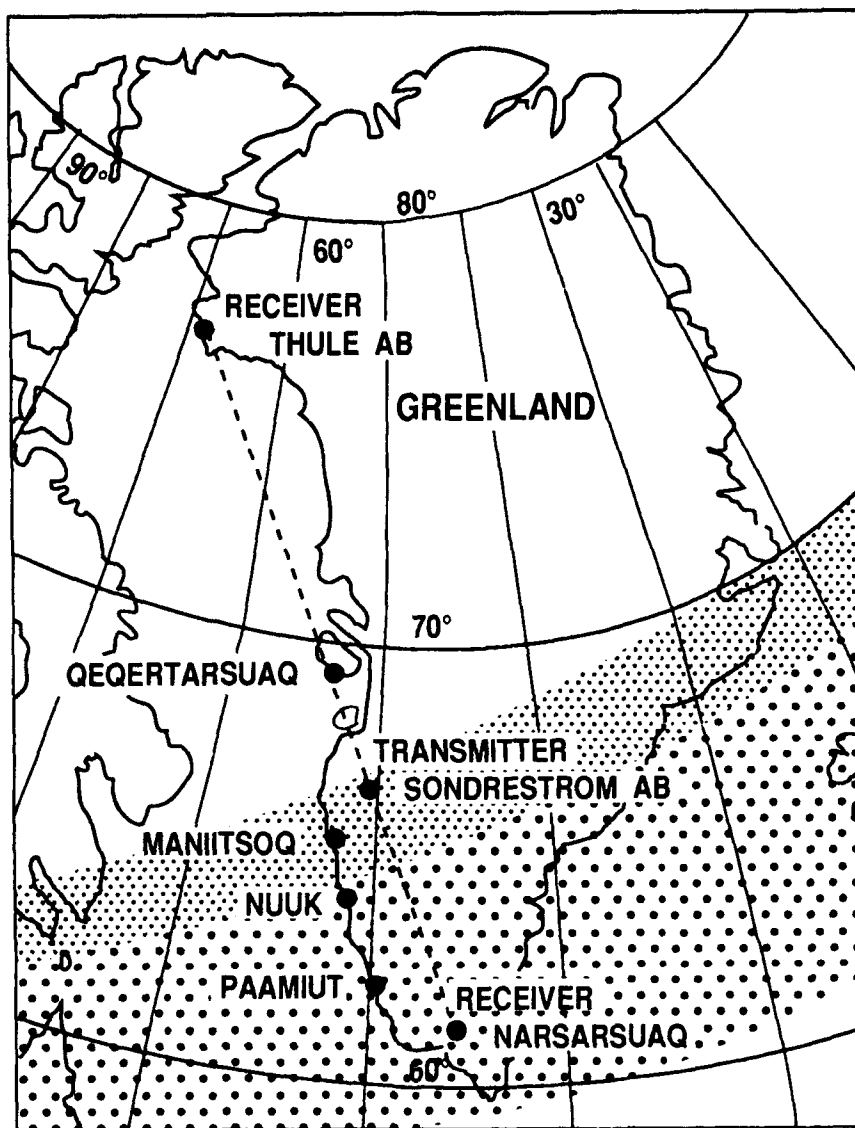 90°
80°
30°
60°
RECEIVER
THULE AB
GREENLAND
70°
QEQERTARSUAQ
TRANSMITTER
SONDRESTROM AB
MANIITSOQ
NUUK
PAAMIUT
RECEIVER
NARSARSUAQ
60°